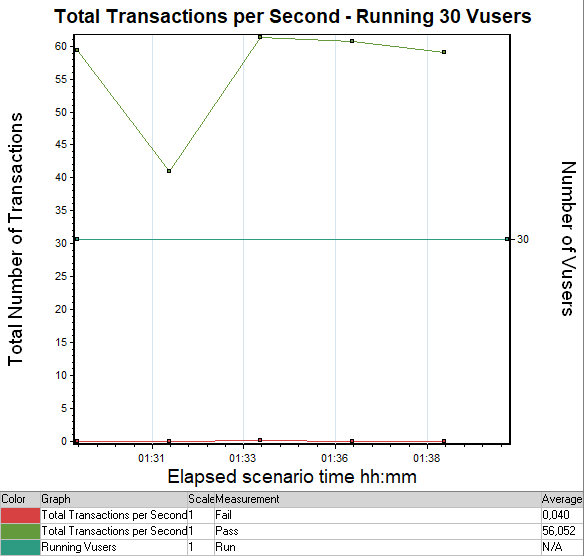 Total Transactions per Second - Running 30 Vusers
Total Number of Transactions
60
55
50
45
40
35
30
25
20
15
10
5
0
30
Number of Vusers
01:31 01:33 01:36 01:38
Elapsed scenario time hh:mm
Color Graph Scale Measurement Average
Total Transactions per Second 1 Fail 0,040
Total Transactions per Second 1 Pass 56,052
Running Vusers 1 Run N/A